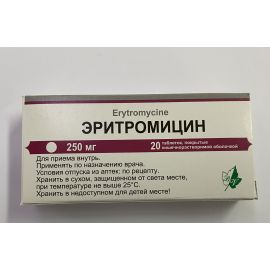 Erytromycine
ЭРИТРОМИЦИН
250 мг
20 таблеток, покрытых
кишечнорастворимой оболочкой
Для приема внутрь.
Применять по назначению врача.
Условия отпуска из аптек: по рецепту.
Хранить в сухом, защищенном от света месте,
при температуре не выше 25°С.
Хранить в недоступном для детей месте!